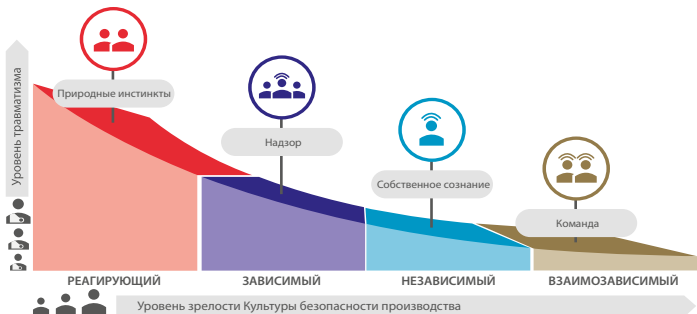 Уровень травматизма
Природные инстинкты
Надзор
Собственное сознание
Команда
РЕАГИРУЮЩИЙ
ЗАВИСИМЫЙ
НЕЗАВИСИМЫЙ
ВЗАИМОЗАВИСИМЫЙ
Уровень зрелости Культуры безопасности производства